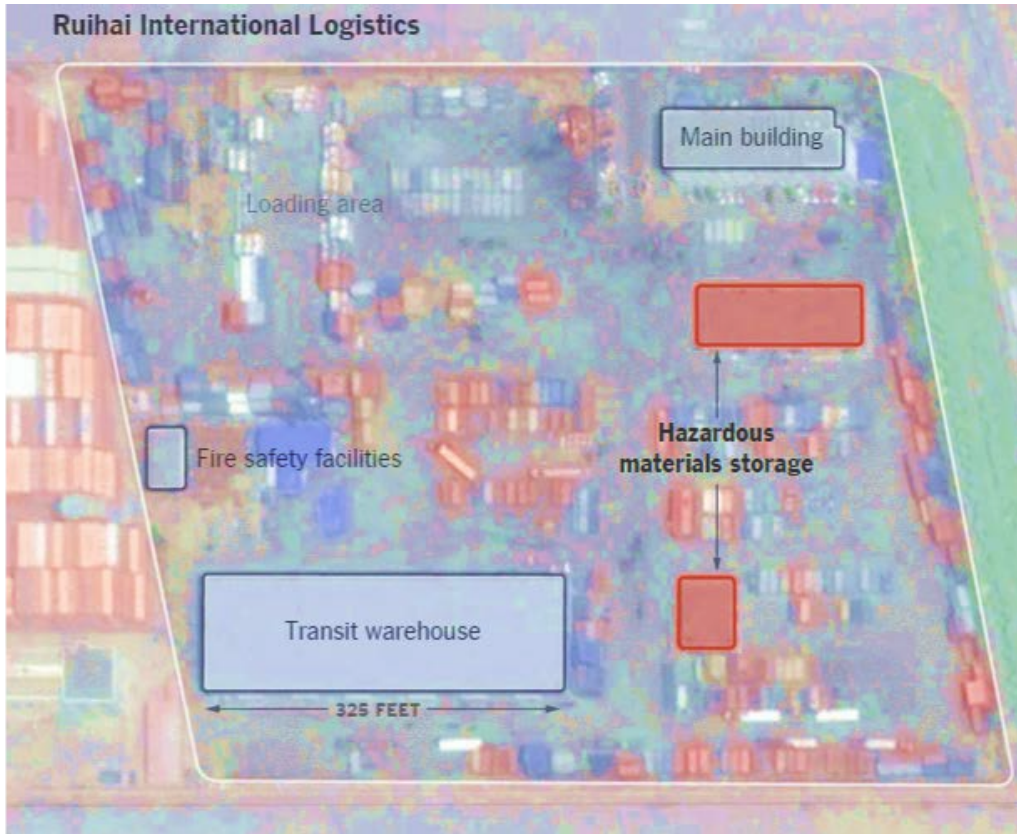 Ruihai International Logistics
Main building
Loading area
Hazardous
materials storage
Fire safety facilities
Transit warehouse
325 FEET